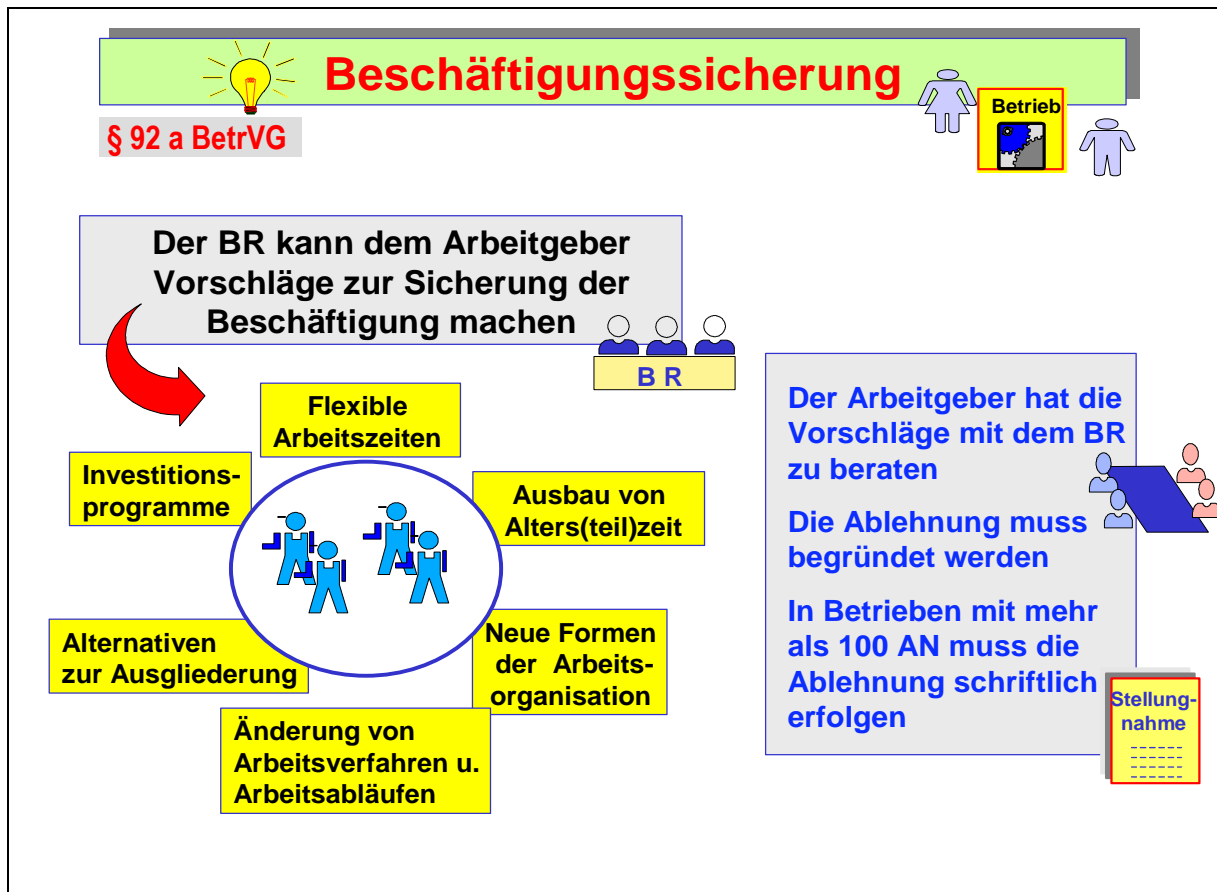 Beschäftigungssicherung
Betrieb
§ 92 a BetrVG
Der BR kann dem Arbeitgeber
Vorschläge zur Sicherung der
Beschäftigung machen
B R
Flexible
Arbeitszeiten
Investitions-
programme
Ausbau von
Alters(teil)zeit
Alternativen
zur Ausgliederung
Neue Formen
der Arbeits-
organisation
Änderung von
Arbeitsverfahren u.
Arbeitsabläufen
Der Arbeitgeber hat die
Vorschläge mit dem BR
zu beraten
Die Ablehnung muss
begründet werden
In Betrieben mit mehr
als 100 AN muss die
Ablehnung schriftlich
erfolgen
Stellung-
nahme